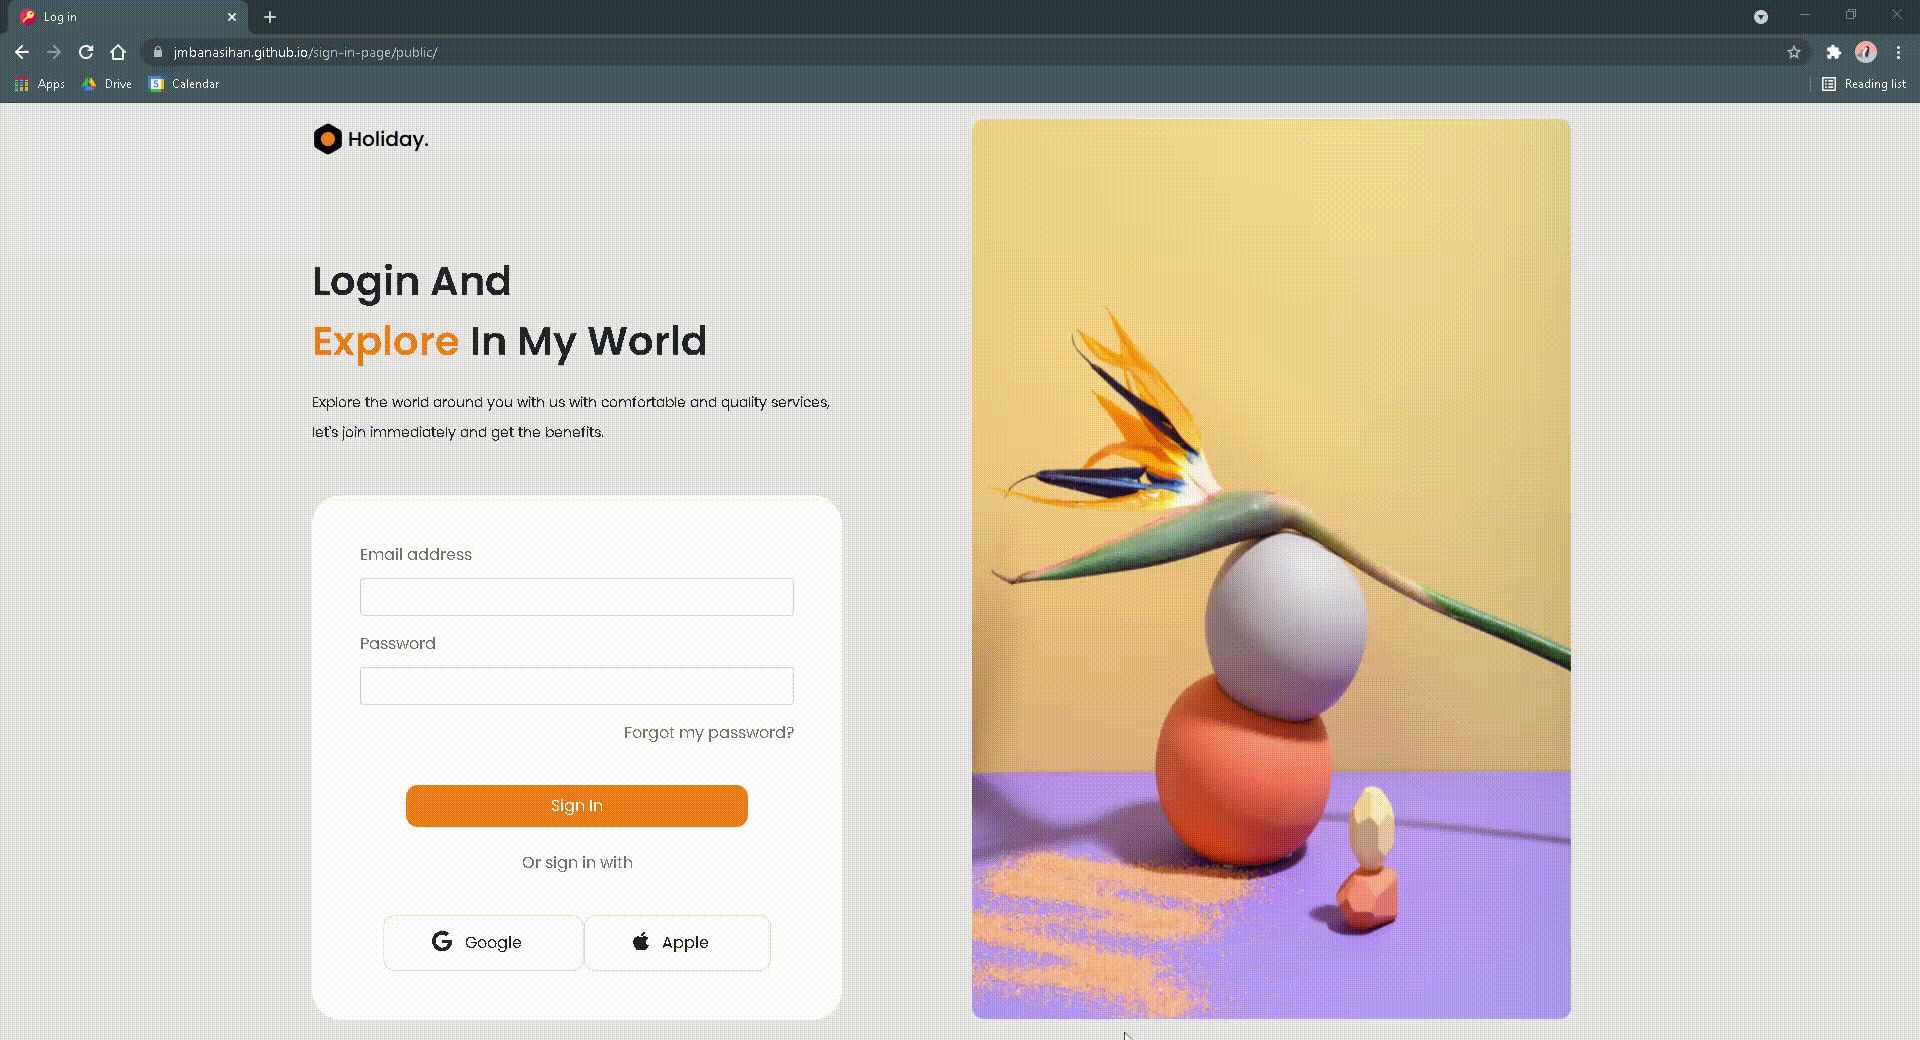 Log in
jmbanasihan.github.io/sign-in-page/public/
Apps
Drive
5
Calendar
Reading list
Holiday.
Login And
Explore In My World
Explore the world around you with us with comfortable and quality services,
let's join immediately and get the benefits.
Email address
Password
Forgot my password?
Sign In
Or sign in with
Google
Apple